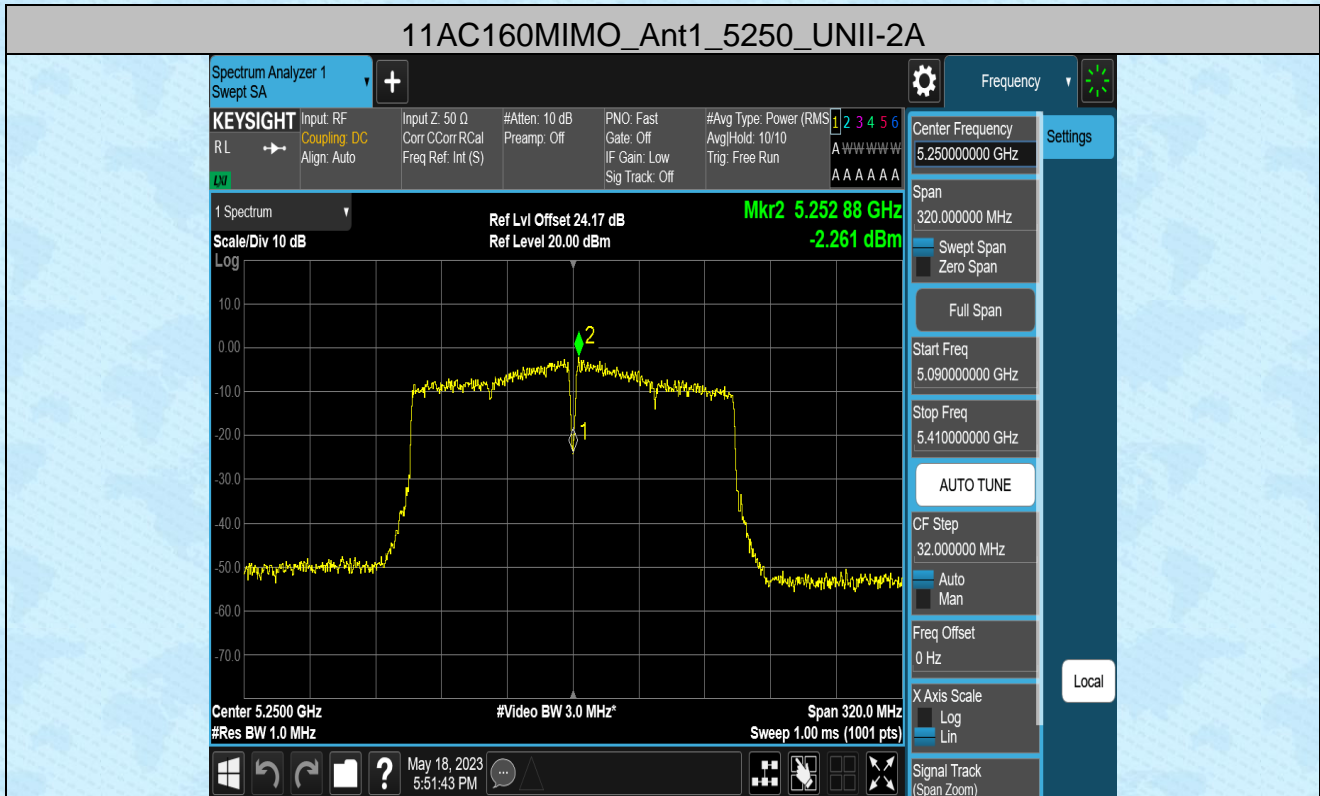 11AC160MIMO_Ant1_5250_UNII-2A
Spectrum Analyzer 1
Swept SA
+
Frequency
KEYSIGHT
RL
LXI
Input: RF
Coupling: DC
Align: Auto
Input Z: 50 Ω
Corr CCorr RCal
Freq Ref: Int (S)
#Atten: 10 dB
Preamp: Off
PNO: Fast
Gate: Off
IF Gain: Low
Sig Track: Off
#Avg Type: Power (RMS
Avg|Hold: 10/10
Trig: Free Run
1 2 3 4 5 6
A W W W W W
A A A A A A
Center Frequency
5.250000000 GHz
Settings
1 Spectrum
Scale/Div 10 dB
Log
Ref Lvl Offset 24.17 dB
Ref Level 20.00 dBm
Mkr2 5.252 88 GHz
-2.261 dBm
10.0
0.00
-10.0
-20.0
-30.0
-40.0
-50.0
-60.0
-70.0
2
1
Center 5.2500 GHz
#Res BW 1.0 MHz
#Video BW 3.0 MHz*
Span 320.0 MHz
Sweep 1.00 ms (1001 pts)
Span
320.000000 MHz
Swept Span
Zero Span
Full Span
Start Freq
5.090000000 GHz
Stop Freq
5.410000000 GHz
AUTO TUNE
CF Step
32.000000 MHz
Auto
Man
Freq Offset
0 Hz
X Axis Scale
Log
Lin
Local
Signal Track
(Span Zoom)
?
May 18, 2023
5:51:43 PM